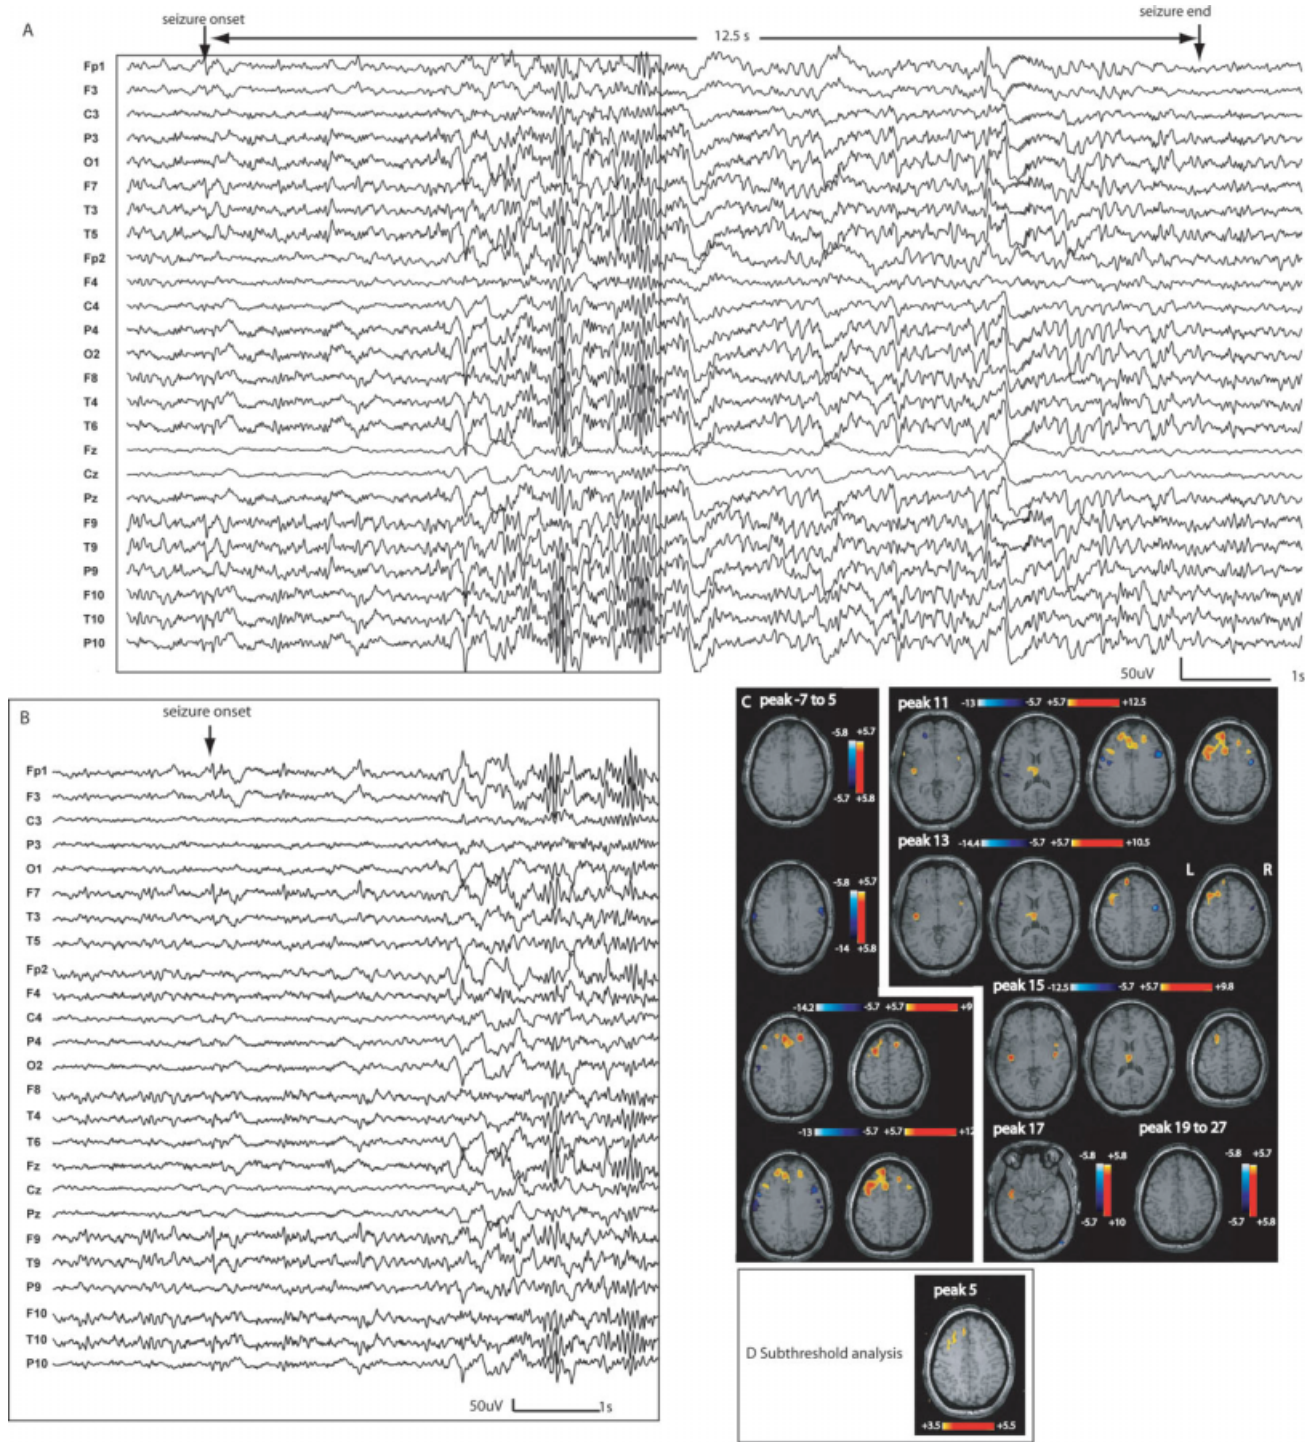 A
seizure onset
12.5 s
seizure end
Fp1
F3
C3
P3
O1
F7
T3
T5
Fp2
F4
C4
P4
O2
F8
T4
T6
Fz
Cz
Pz
F9
T9
P9
F10
T10
P10
50uV 1s
B
seizure onset
Fp1
F3
C3
P3
O1
F7
T3
T5
Fp2
F4
C4
P4
O2
F8
T4
T6
Fz
Cz
Pz
F9
T9
P9
F10
T10
P10
50uV 1s
C peak -7 to 5
-5.8 +5.7
-5.7 +5.8
-5.8 +5.7
-14 +5.8
-14.2 -5.7 +5.7 +9
-13 -5.7 +5.7
peak 11 -13 -5.7 +5.7 +12.5
peak 13 -14.4 -5.7 +5.7 +10.5
L R
peak 15 -12.5 -5.7 +5.7 +9.8
peak 17
-5.8 +5.8
-5.7 +10
peak 19 to 27
-5.8 +5.7
-5.7 +5.8
D Subthreshold analysis
peak 5
+3.5 +5.5